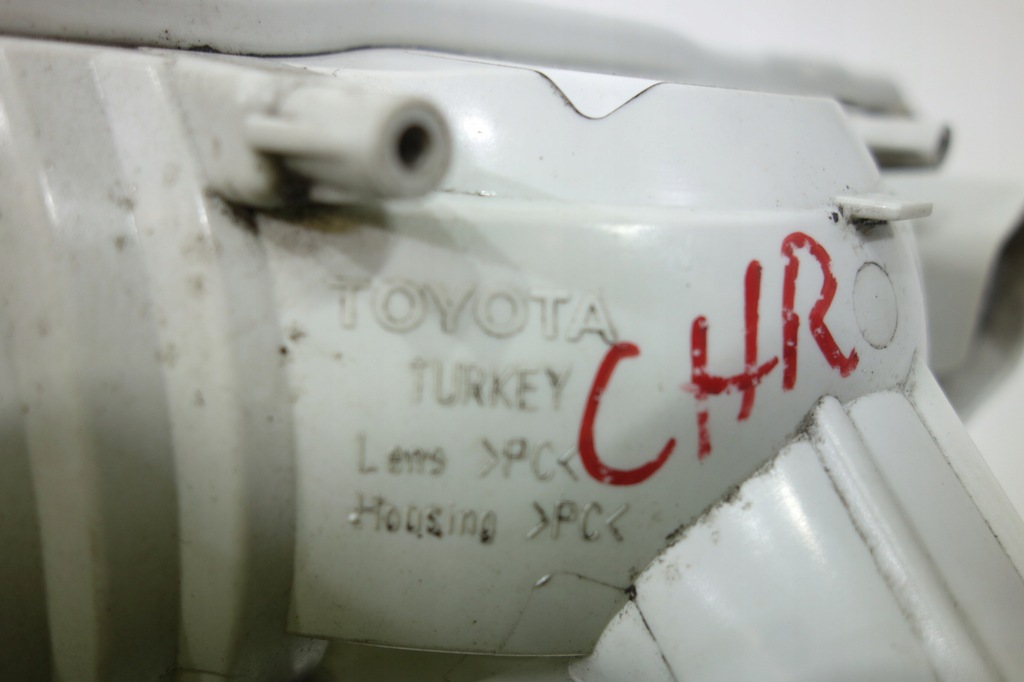 TOYOTA
TURKEY
Lens >PC<
Housing >PC<
CHR